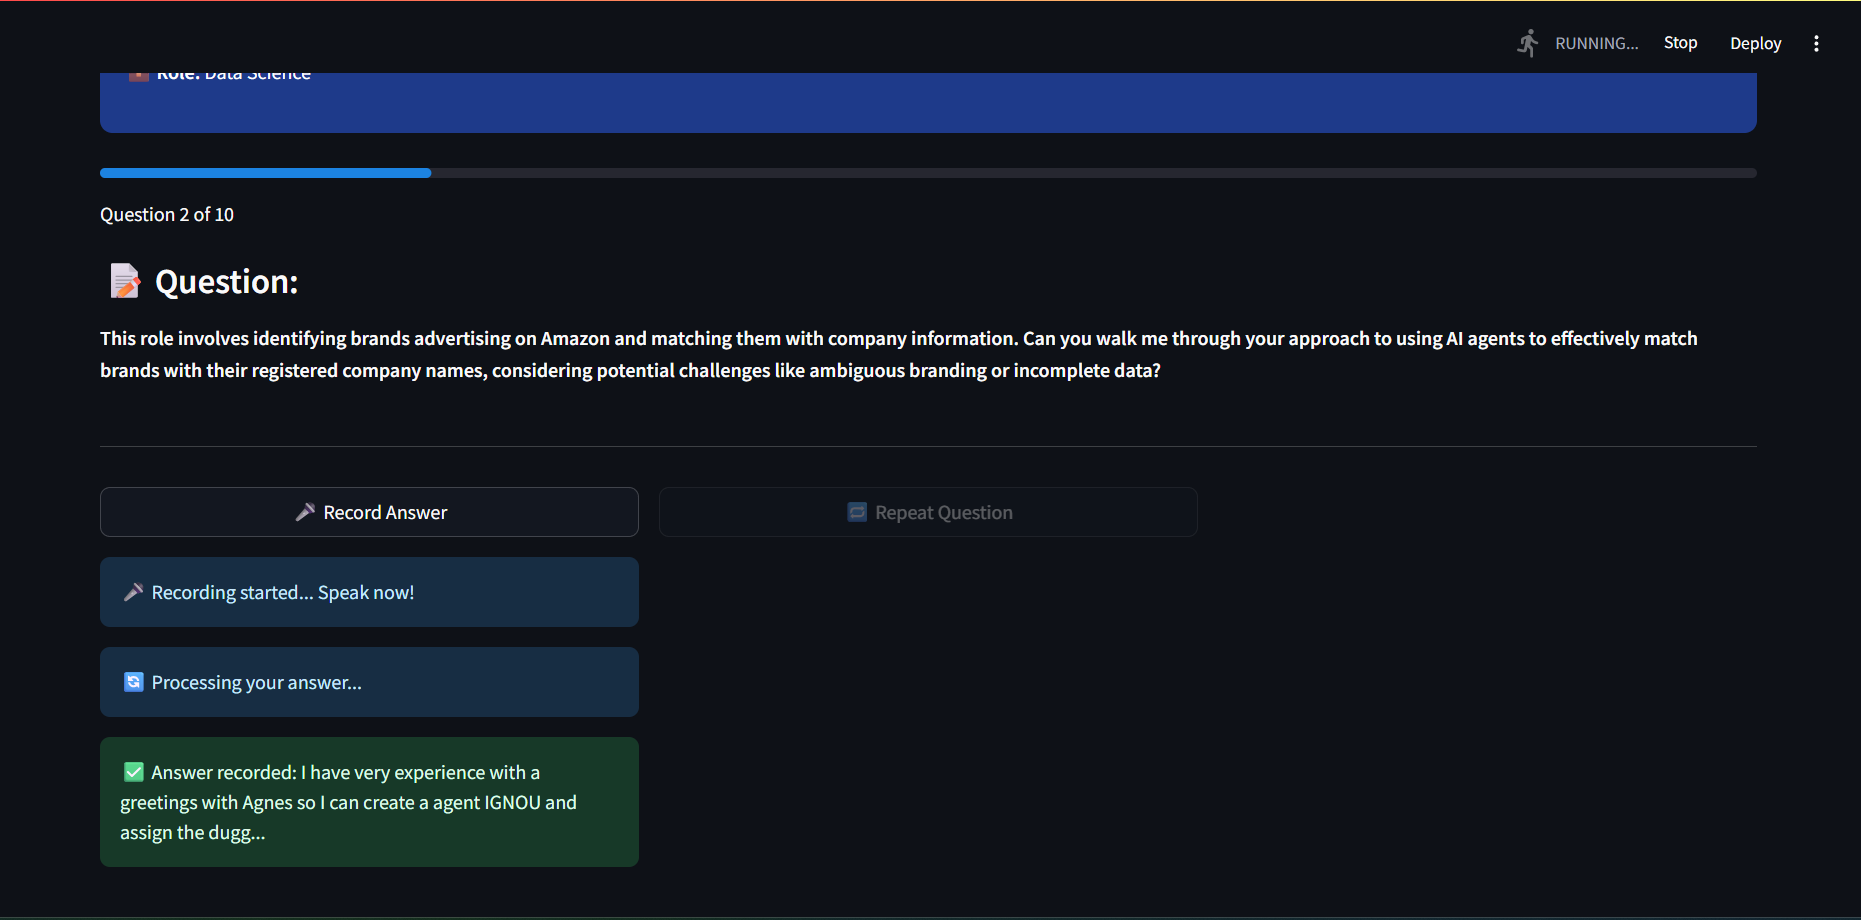 RUNNING...
Stop
Deploy
Role: Data Science
Question 2 of 10
Question:
This role involves identifying brands advertising on Amazon and matching them with company information. Can you walk me through your approach to using AI agents to effectively match
brands with their registered company names, considering potential challenges like ambiguous branding or incomplete data?
Record Answer
Repeat Question
Recording started... Speak now!
Processing your answer...
Answer recorded: I have very experience with a
greetings with Agnes so I can create a agent IGNOU and
assign the dugg...